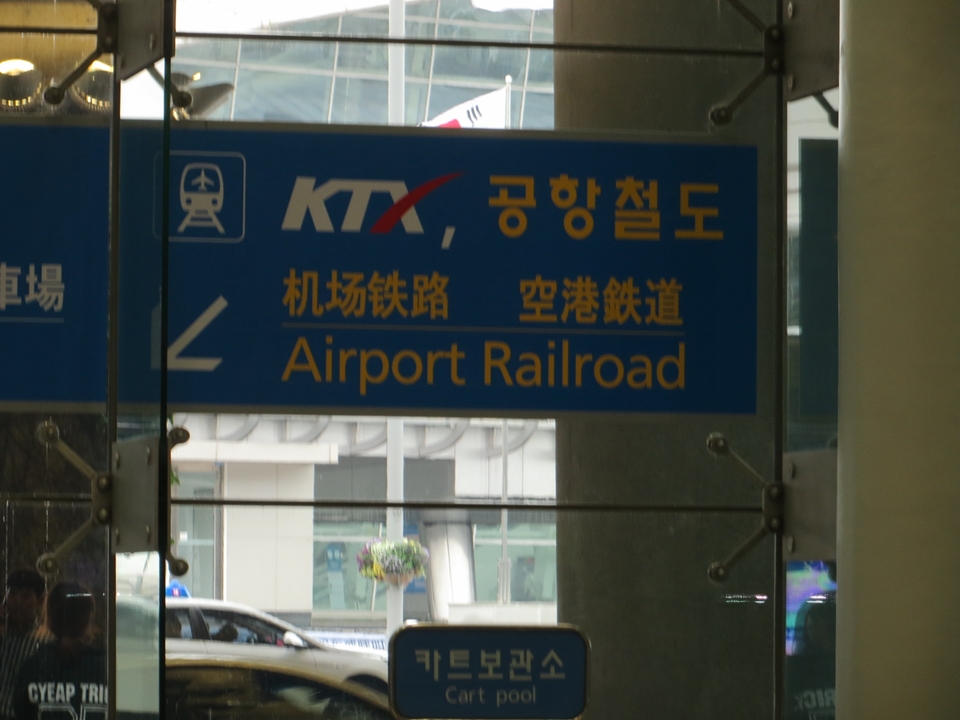 KTX, 공항철도
車場
机场铁路 空港鉄道
Airport Railroad
카트보관소
Cart pool
CYEAP